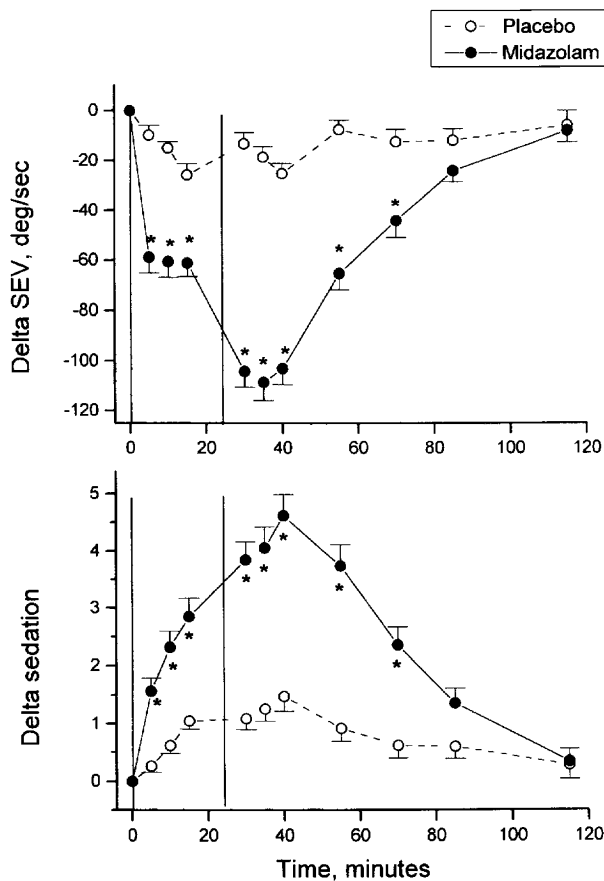 Placebo
Midazolam
0
-20
-40
-60
-80
-100
-120
Delta SEV, deg/sec
* * *
* * *
*
*
0 20 40 60 80 100 120
5
4
3
2
1
0
Delta sedation
* * *
* * *
*
*
0 20 40 60 80 100 120
Time, minutes